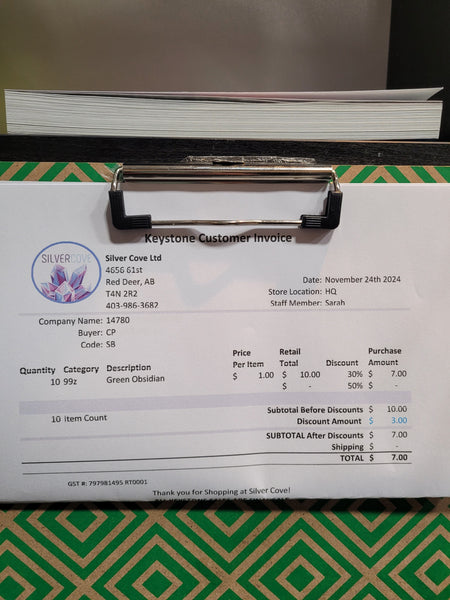 Keystone Customer Invoice
SILVERCOVE
Silver Cove Ltd
4656 61st
Red Deer, AB
T4N 2R2
403-986-3682
Date: November 24th 2024
Store Location: HQ
Staff Member: Sarah
Company Name: 14780
Buyer: CP
Code: SB
Quantity Category Description Price Per Item Retail Total Discount Purchase Amount
10 99z Green Obsidian $ 1.00 $ 10.00 30% $ 7.00
$ - 50% $ -
10 Item Count
Subtotal Before Discounts $ 10.00
Discount Amount $ 3.00
SUBTOTAL After Discounts $ 7.00
Shipping $ -
TOTAL $ 7.00
GST #: 797981495 RT0001
Thank you for Shopping at Silver Cove!